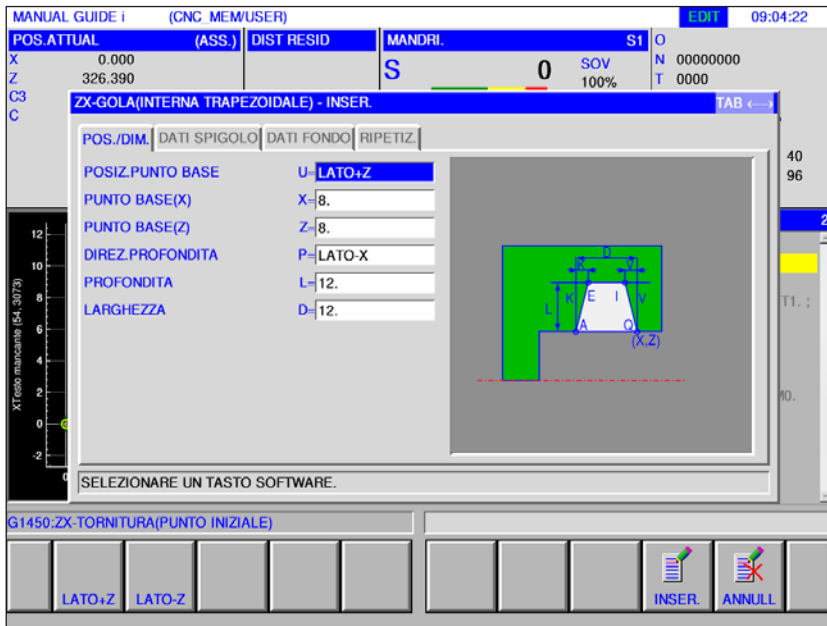 MANUAL GUIDE i (CNC_MEM/USER) EDIT 09:04:22
POS.ATTUAL (ASS.) DIST RESID MANDRI. S1 O
X 0.000 S 0 SOV N 00000000
Z 326.390 100% T 0000
C3
C
ZX-GOLA(INTERNA TRAPEZOIDALE) - INSER. TAB ←→
POS./DIM. DATI SPIGOLO DATI FONDO RIPETIZ.
POSIZ.PUNTO BASE U=LATO+Z
PUNTO BASE(X) X=8.
PUNTO BASE(Z) Z=8.
DIREZ.PROFONDITA P=LATO-X
PROFONDITA L=12.
LARGHEZZA D=12.
D
K V
L K E I V
A Q
(X,Z)
40
96
2
T1. ;
M0.
XTesto mancante (54, 3073)
12
10
8
6
4
2
0
-2
0
SELEZIONARE UN TASTO SOFTWARE.
G1450:ZX-TORNITURA(PUNTO INIZIALE)
LATO+Z LATO-Z INSER. ANNULL